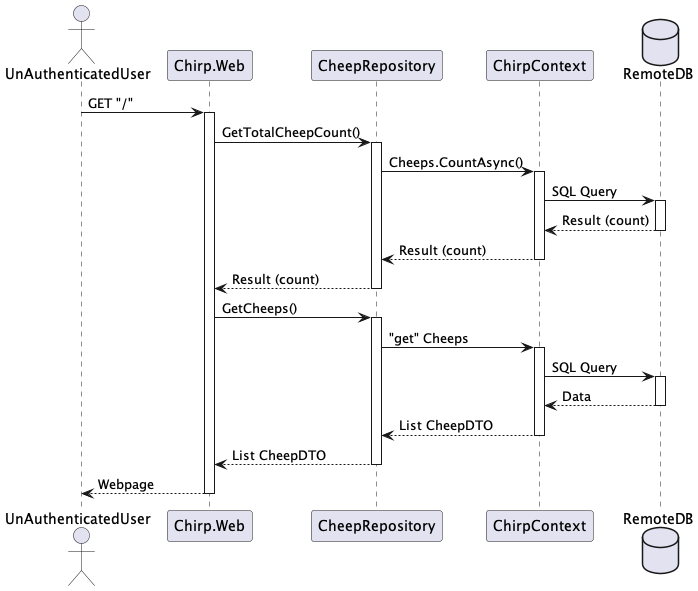 UnAuthenticatedUser
Chirp.Web
CheepRepository
ChirpContext
RemoteDB
GET "/"
GetTotalCheepCount()
Cheeps.CountAsync()
SQL Query
Result (count)
Result (count)
Result (count)
GetCheeps()
"get" Cheeps
SQL Query
Data
List CheepDTO
List CheepDTO
Webpage
UnAuthenticatedUser
Chirp.Web
CheepRepository
ChirpContext
RemoteDB